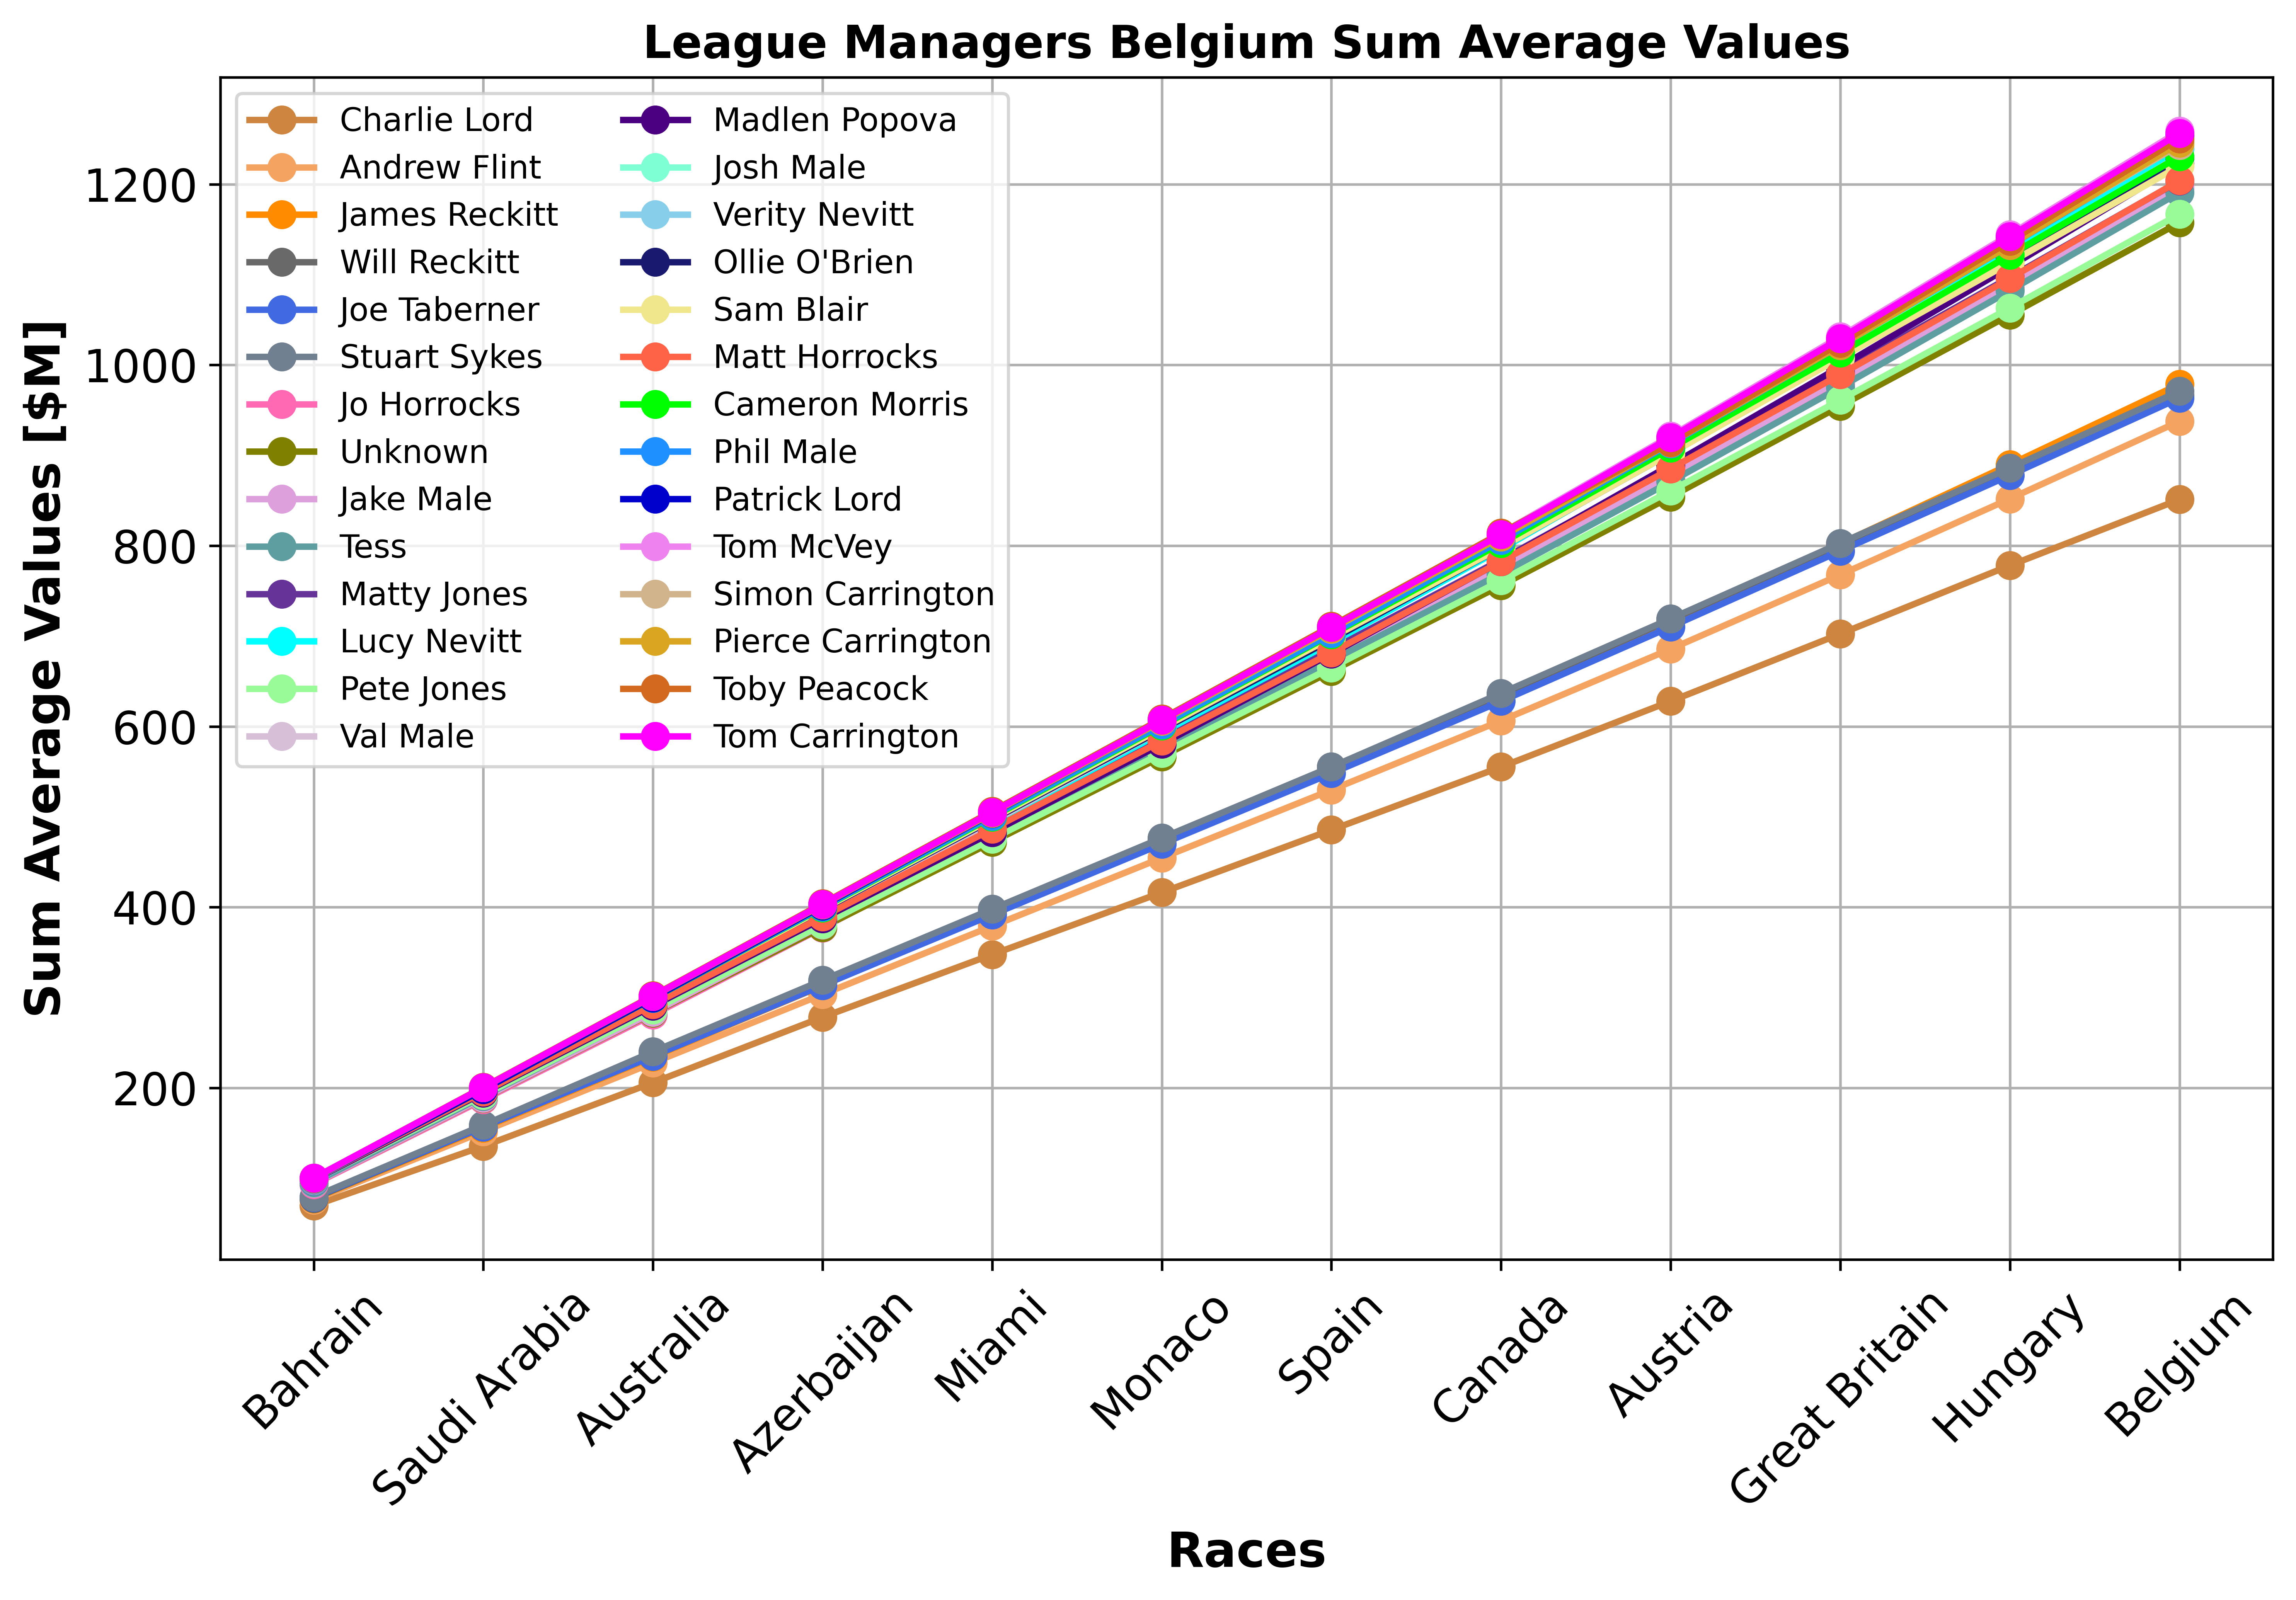 League Managers Belgium Sum Average Values
Sum Average Values [$M]
1200
1000
800
600
400
200
Charlie Lord
Andrew Flint
James Reckitt
Will Reckitt
Joe Taberner
Stuart Sykes
Jo Horrocks
Unknown
Jake Male
Tess
Matty Jones
Lucy Nevitt
Pete Jones
Val Male
Madlen Popova
Josh Male
Verity Nevitt
Ollie O'Brien
Sam Blair
Matt Horrocks
Cameron Morris
Phil Male
Patrick Lord
Tom McVey
Simon Carrington
Pierce Carrington
Toby Peacock
Tom Carrington
Bahrain
Saudi Arabia
Australia
Azerbaijan
Miami
Monaco
Spain
Canada
Austria
Great Britain
Hungary
Belgium
Races